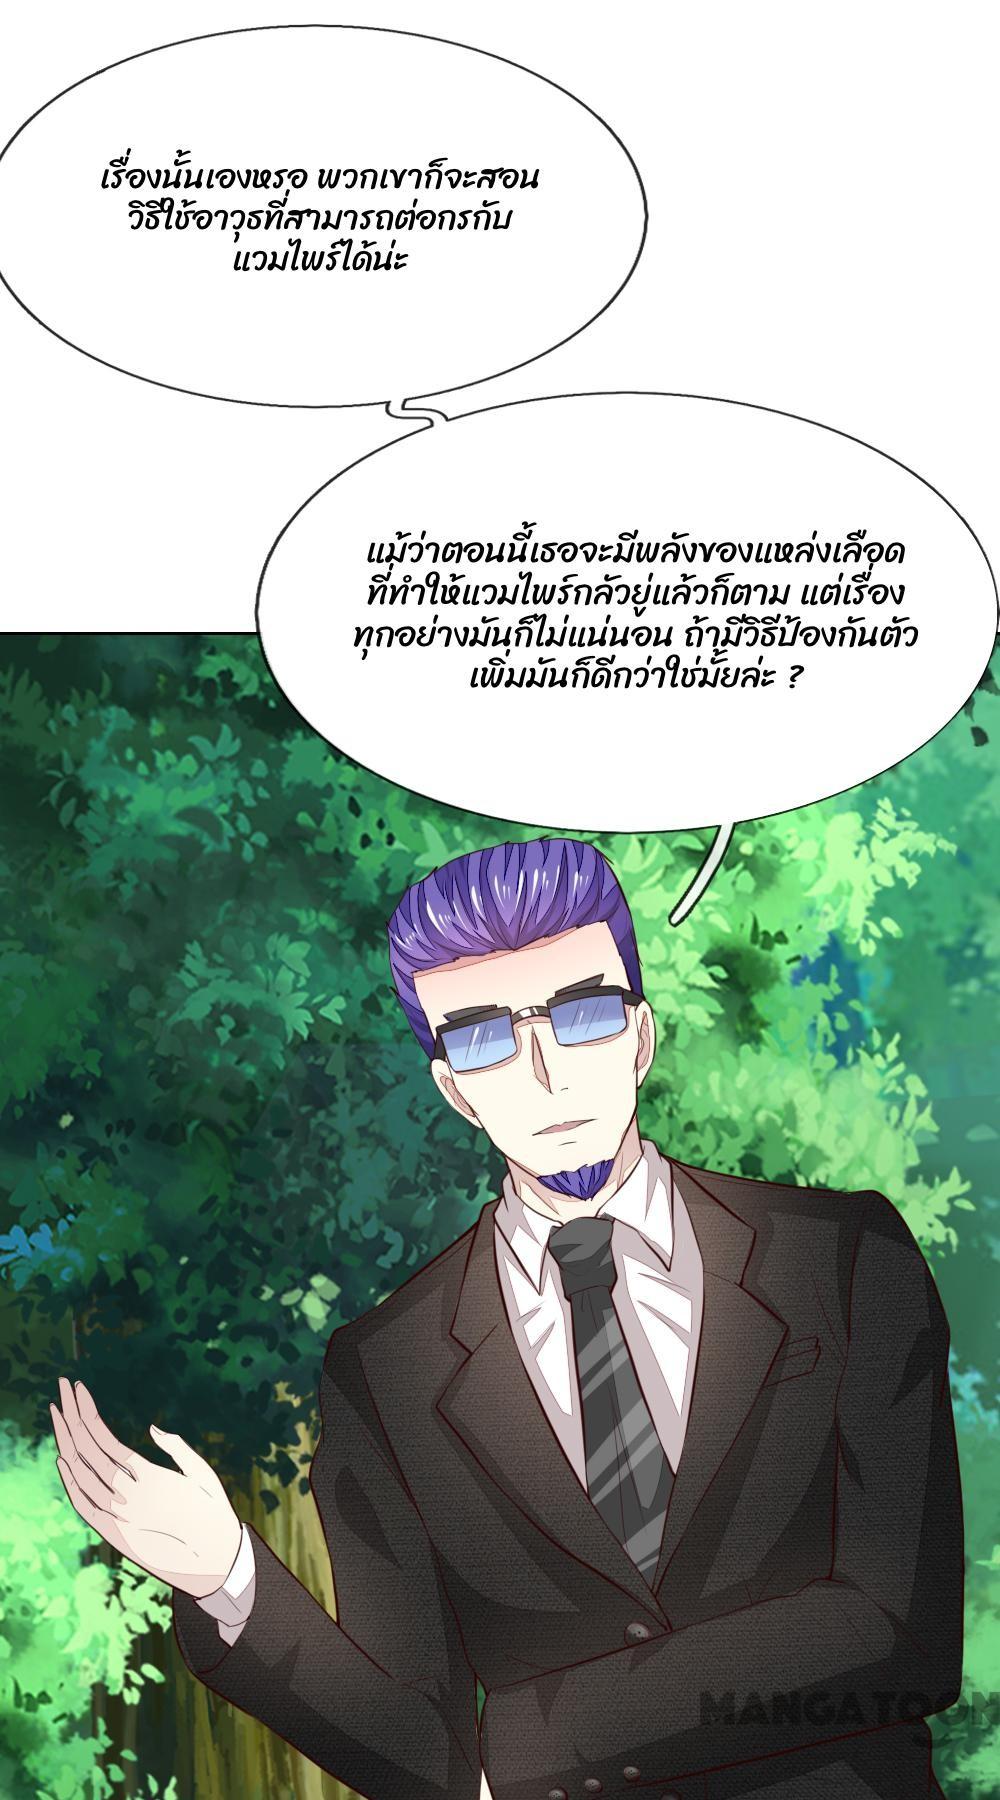 เรื่องนั้นเองหรอ พวกเขาก็จะสอน
วิธีใช้อาวุธที่สามารถต่อกรกับ
แวมไพร์ได้น่ะ
แม้ว่าตอนนี้เธอจะมีพลังของแหล่งเลือด
ที่ทำให้แวมไพร์กลัวยู่แล้วก็ตาม แต่เรื่อง
ทุกอย่างมันก็ไม่แน่นอน ถ้ามีวิธีป้องกันตัว
เพิ่มมันก็ดีกว่าใช่มั้ยล่ะ ?
MANGA TOON